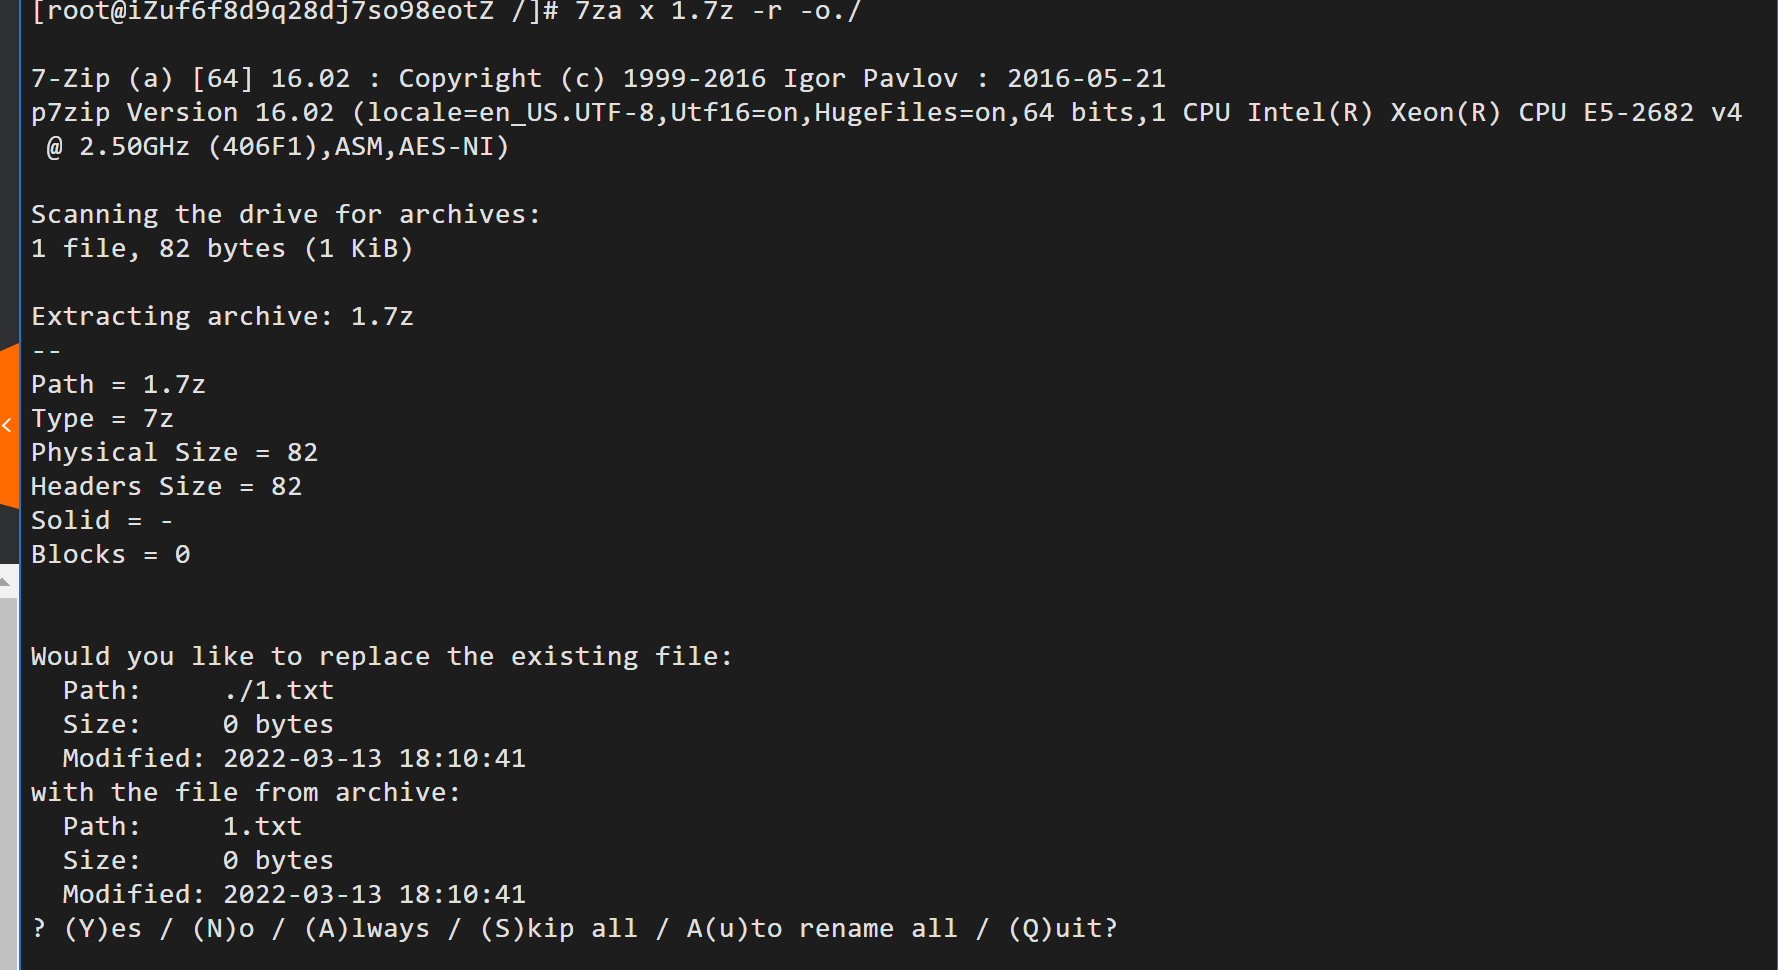 [root@iZuf6f8d9q28dj7so98eotZ /]# 7za x 1.7z -r -o./
7-Zip (a) [64] 16.02 : Copyright (c) 1999-2016 Igor Pavlov : 2016-05-21
p7zip Version 16.02 (locale=en_US.UTF-8,Utf16=on,HugeFiles=on,64 bits,1 CPU Intel(R) Xeon(R) CPU E5-2682 v4
 @ 2.50GHz (406F1),ASM,AES-NI)
Scanning the drive for archives:
1 file, 82 bytes (1 KiB)
Extracting archive: 1.7z
--
Path = 1.7z
Type = 7z
Physical Size = 82
Headers Size = 82
Solid = -
Blocks = 0
Would you like to replace the existing file:
  Path:     ./1.txt
  Size:     0 bytes
  Modified: 2022-03-13 18:10:41
with the file from archive:
  Path:     1.txt
  Size:     0 bytes
  Modified: 2022-03-13 18:10:41
? (Y)es / (N)o / (A)lways / (S)kip all / A(u)to rename all / (Q)uit?